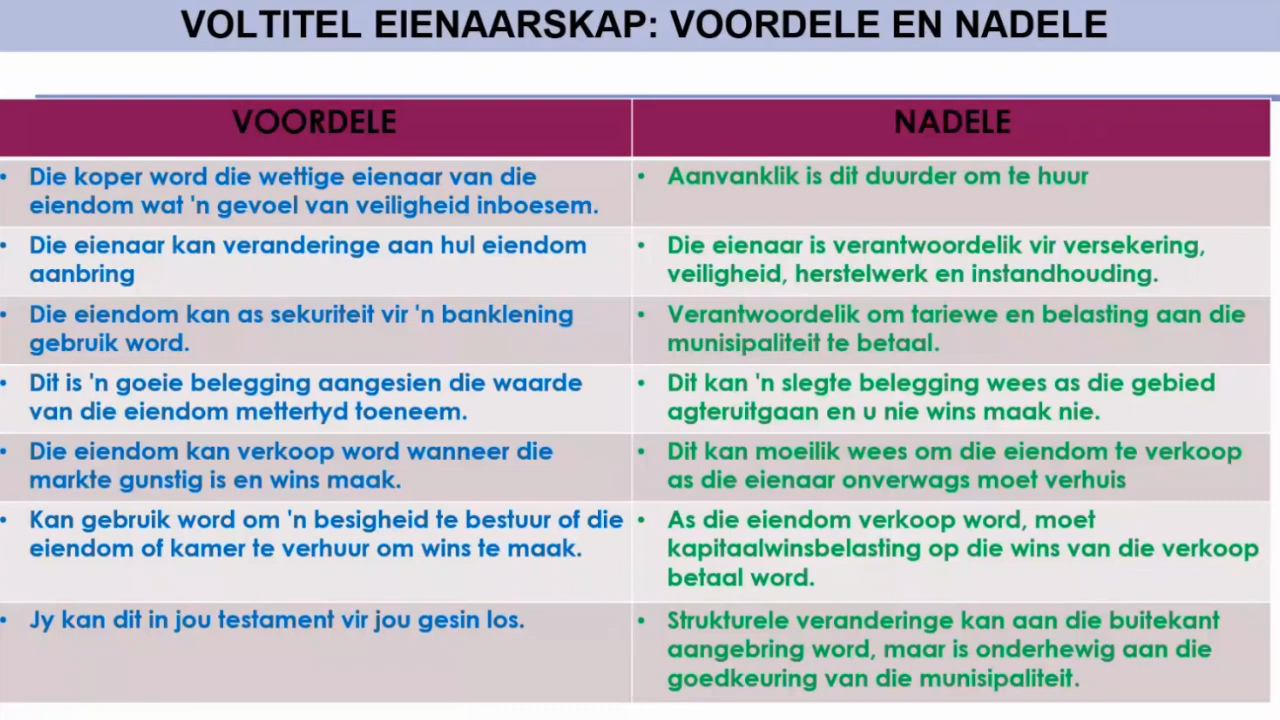 VOLTITEL EIENAARSKAP: VOORDELE EN NADELE
VOORDELE
NADELE
• Die koper word die wettige eienaar van die
eiendom wat 'n gevoel van veiligheid inboesem.
• Aanvanklik is dit duurder om te huur
• Die eienaar kan veranderinge aan hul eiendom
aanbring
• Die eienaar is verantwoordelik vir versekering,
veiligheid, herstelwerk en instandhouding.
• Die eiendom kan as sekuriteit vir 'n banklening
gebruik word.
• Verantwoordelik om tariewe en belasting aan die
munisipaliteit te betaal.
• Dit is 'n goeie belegging aangesien die waarde
van die eiendom mettertyd toeneem.
• Dit kan 'n slegte belegging wees as die gebied
agteruitgaan en u nie wins maak nie.
• Die eiendom kan verkoop word wanneer die
markte gunstig is en wins maak.
• Dit kan moeilik wees om die eiendom te verkoop
as die eienaar onverwags moet verhuis
• Kan gebruik word om 'n besigheid te bestuur of die
eiendom of kamer te verhuur om wins te maak.
• As die eiendom verkoop word, moet
kapitaalwinsbelasting op die wins van die verkoop
betaal word.
• Jy kan dit in jou testament vir jou gesin los.
• Strukturele veranderinge kan aan die buitekant
aangebring word, maar is onderhewig aan die
goedkeuring van die munisipaliteit.